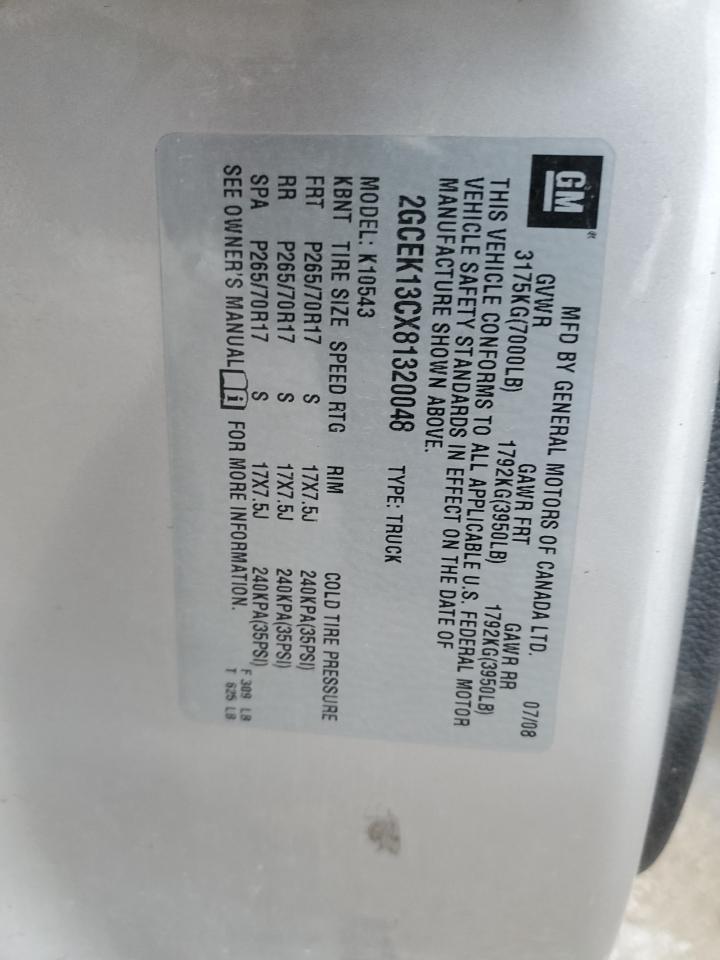 GM®
MFD BY GENERAL MOTORS OF CANADA LTD. 07/08
GVWR GAWR FRT GAWR RR
3175KG(7000LB) 1792KG(3950LB) 1792KG(3950LB)
THIS VEHICLE CONFORMS TO ALL APPLICABLE U.S. FEDERAL MOTOR
VEHICLE SAFETY STANDARDS IN EFFECT ON THE DATE OF
MANUFACTURE SHOWN ABOVE.
2GCEK13CX81320048 TYPE: TRUCK
MODEL: K10543
KBNT TIRE SIZE SPEED RTG RIM COLD TIRE PRESSURE
FRT P265/70R17 S 17X7.5J 240KPA(35PSI)
RR P265/70R17 S 17X7.5J 240KPA(35PSI)
SPA P265/70R17 S 17X7.5J 240KPA(35PSI)
SEE OWNER'S MANUAL i FOR MORE INFORMATION.
F 309 LB
T 625 LB